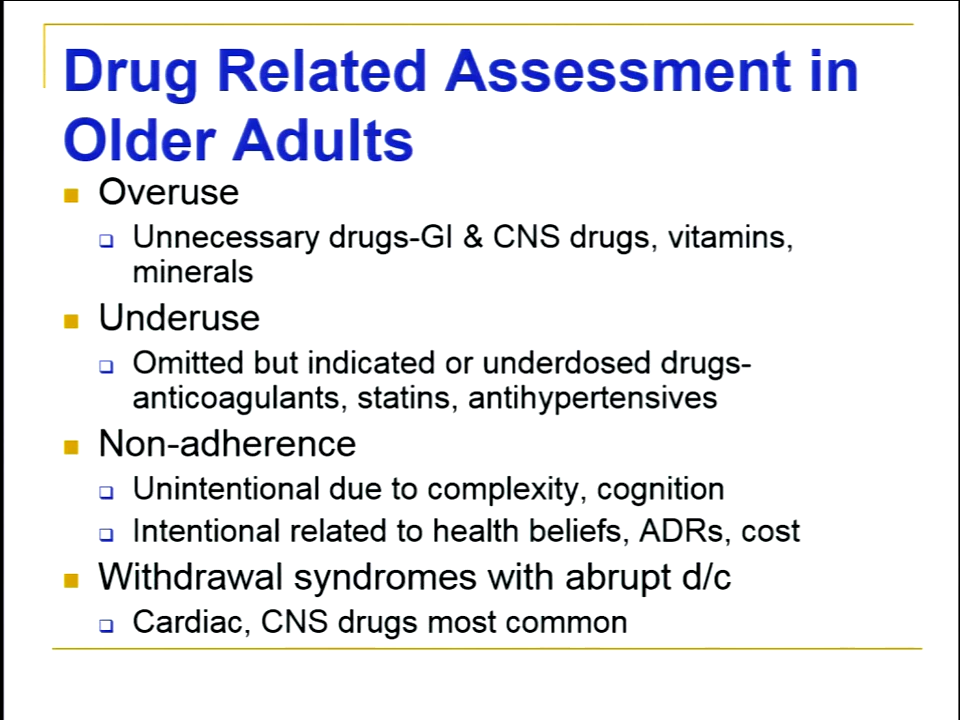 Drug Related Assessment in
Older Adults
Overuse
Unnecessary drugs-GI & CNS drugs, vitamins,
minerals
Underuse
Omitted but indicated or underdosed drugs-
anticoagulants, statins, antihypertensives
Non-adherence
Unintentional due to complexity, cognition
Intentional related to health beliefs, ADRs, cost
Withdrawal syndromes with abrupt d/c
Cardiac, CNS drugs most common